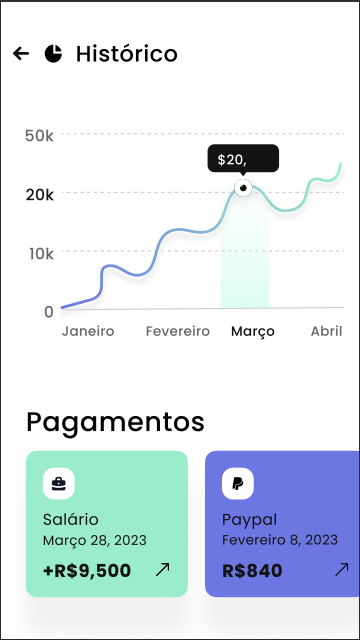 Histórico
50k
$20,
20k
10k
0
Janeiro Fevereiro Março Abril
Pagamentos
Salário
Março 28, 2023
+R$9,500
Paypal
Fevereiro 8, 2023
R$840